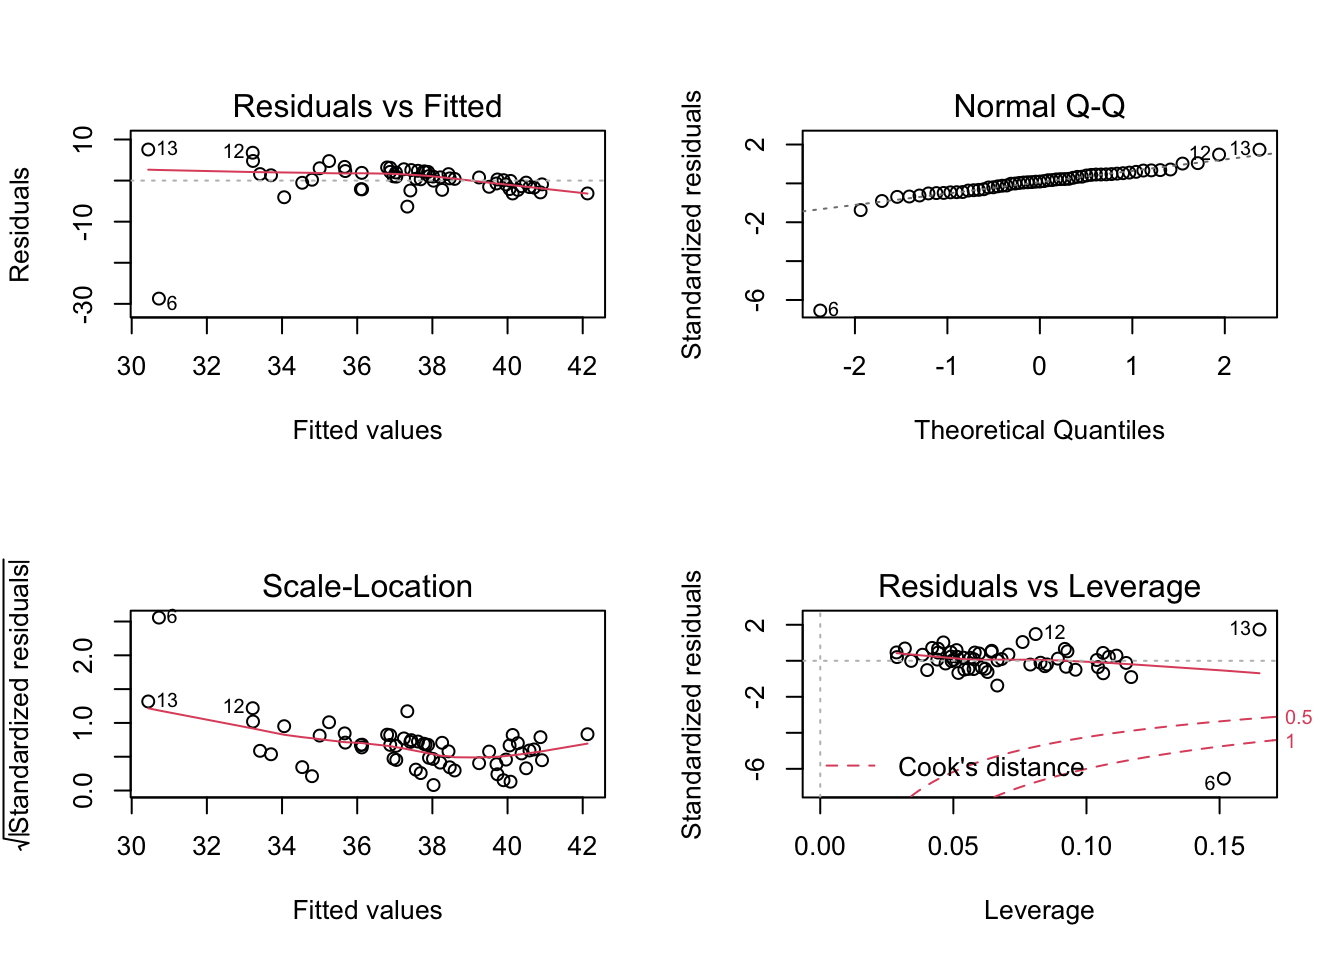 Residuals vs Fitted
Residuals
10
-10
-30
13
12
6
30 32 34 36 38 40 42
Fitted values
Normal Q-Q
Standardized residuals
2
-2
-6
12 13
6
-2 -1 0 1 2
Theoretical Quantiles
Scale-Location
√|Standardized residuals|
2.0
1.0
0.0
6
13
12
30 32 34 36 38 40 42
Fitted values
Residuals vs Leverage
Standardized residuals
2
-2
-6
12
13
0.5
1
Cook's distance
6
0.00 0.05 0.10 0.15
Leverage